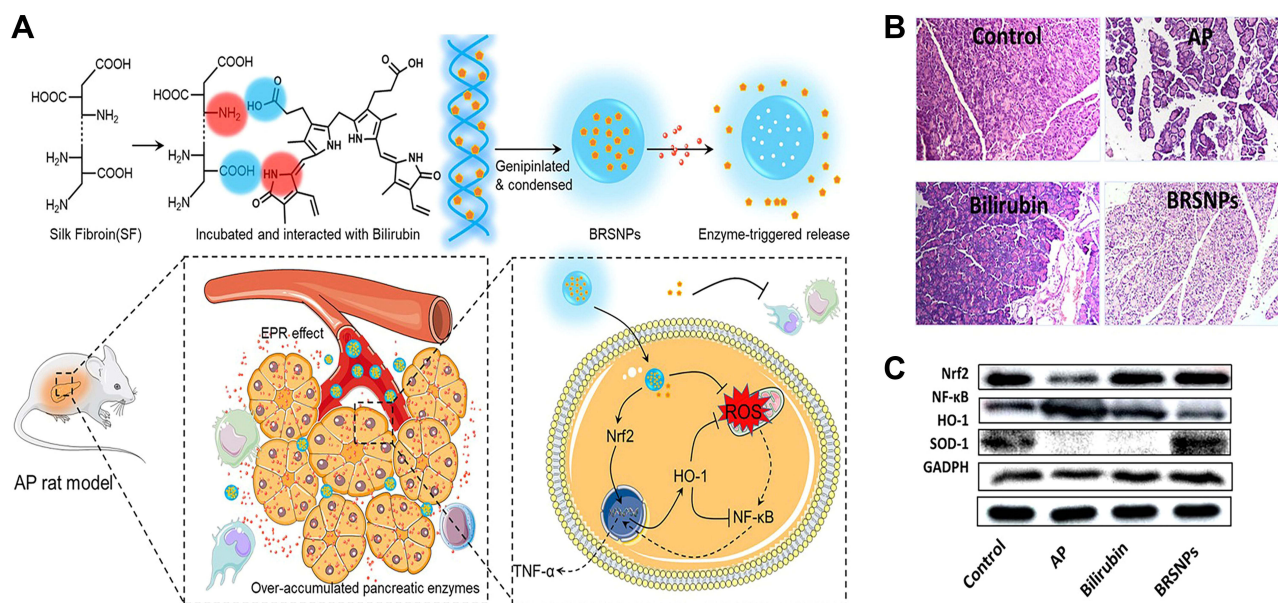 A
COOH
HOOC
NH2
H2N
COOH
H2N
Silk Fibroin(SF)
COOH
HOOC
NH2
H2N
COOH
H2N
O
HO
O
OH
HN
NH
HN
O
NH
O
Incubated and interacted with Bilirubin
Genipinlated
& condensed
BRSNPs
Enzyme-triggered release
AP rat model
EPR effect
Over-accumulated pancreatic enzymes
ROS
Nrf2
HO-1
NF-κB
TNF-α
B
Control
AP
Bilirubin
BRSNPs
C
Nrf2
NF-κB
HO-1
SOD-1
GADPH
Control
AP
Bilirubin
BRSNPs